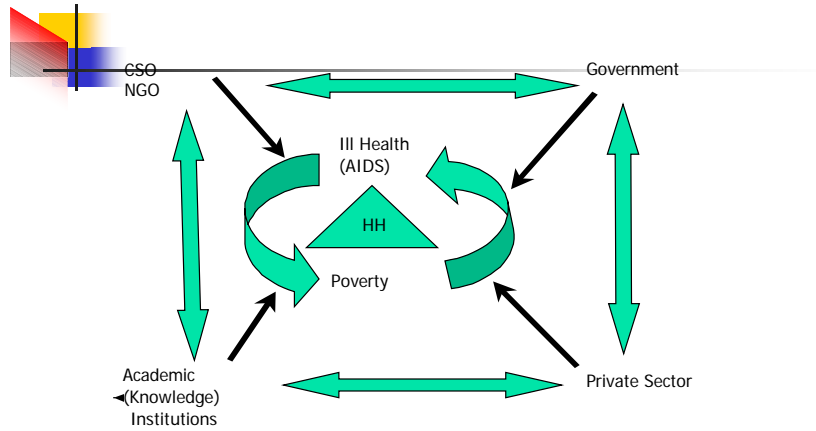 CSO
NGO
Government
Ill Health
(AIDS)
HH
Poverty
Academic
(Knowledge)
Institutions
Private Sector